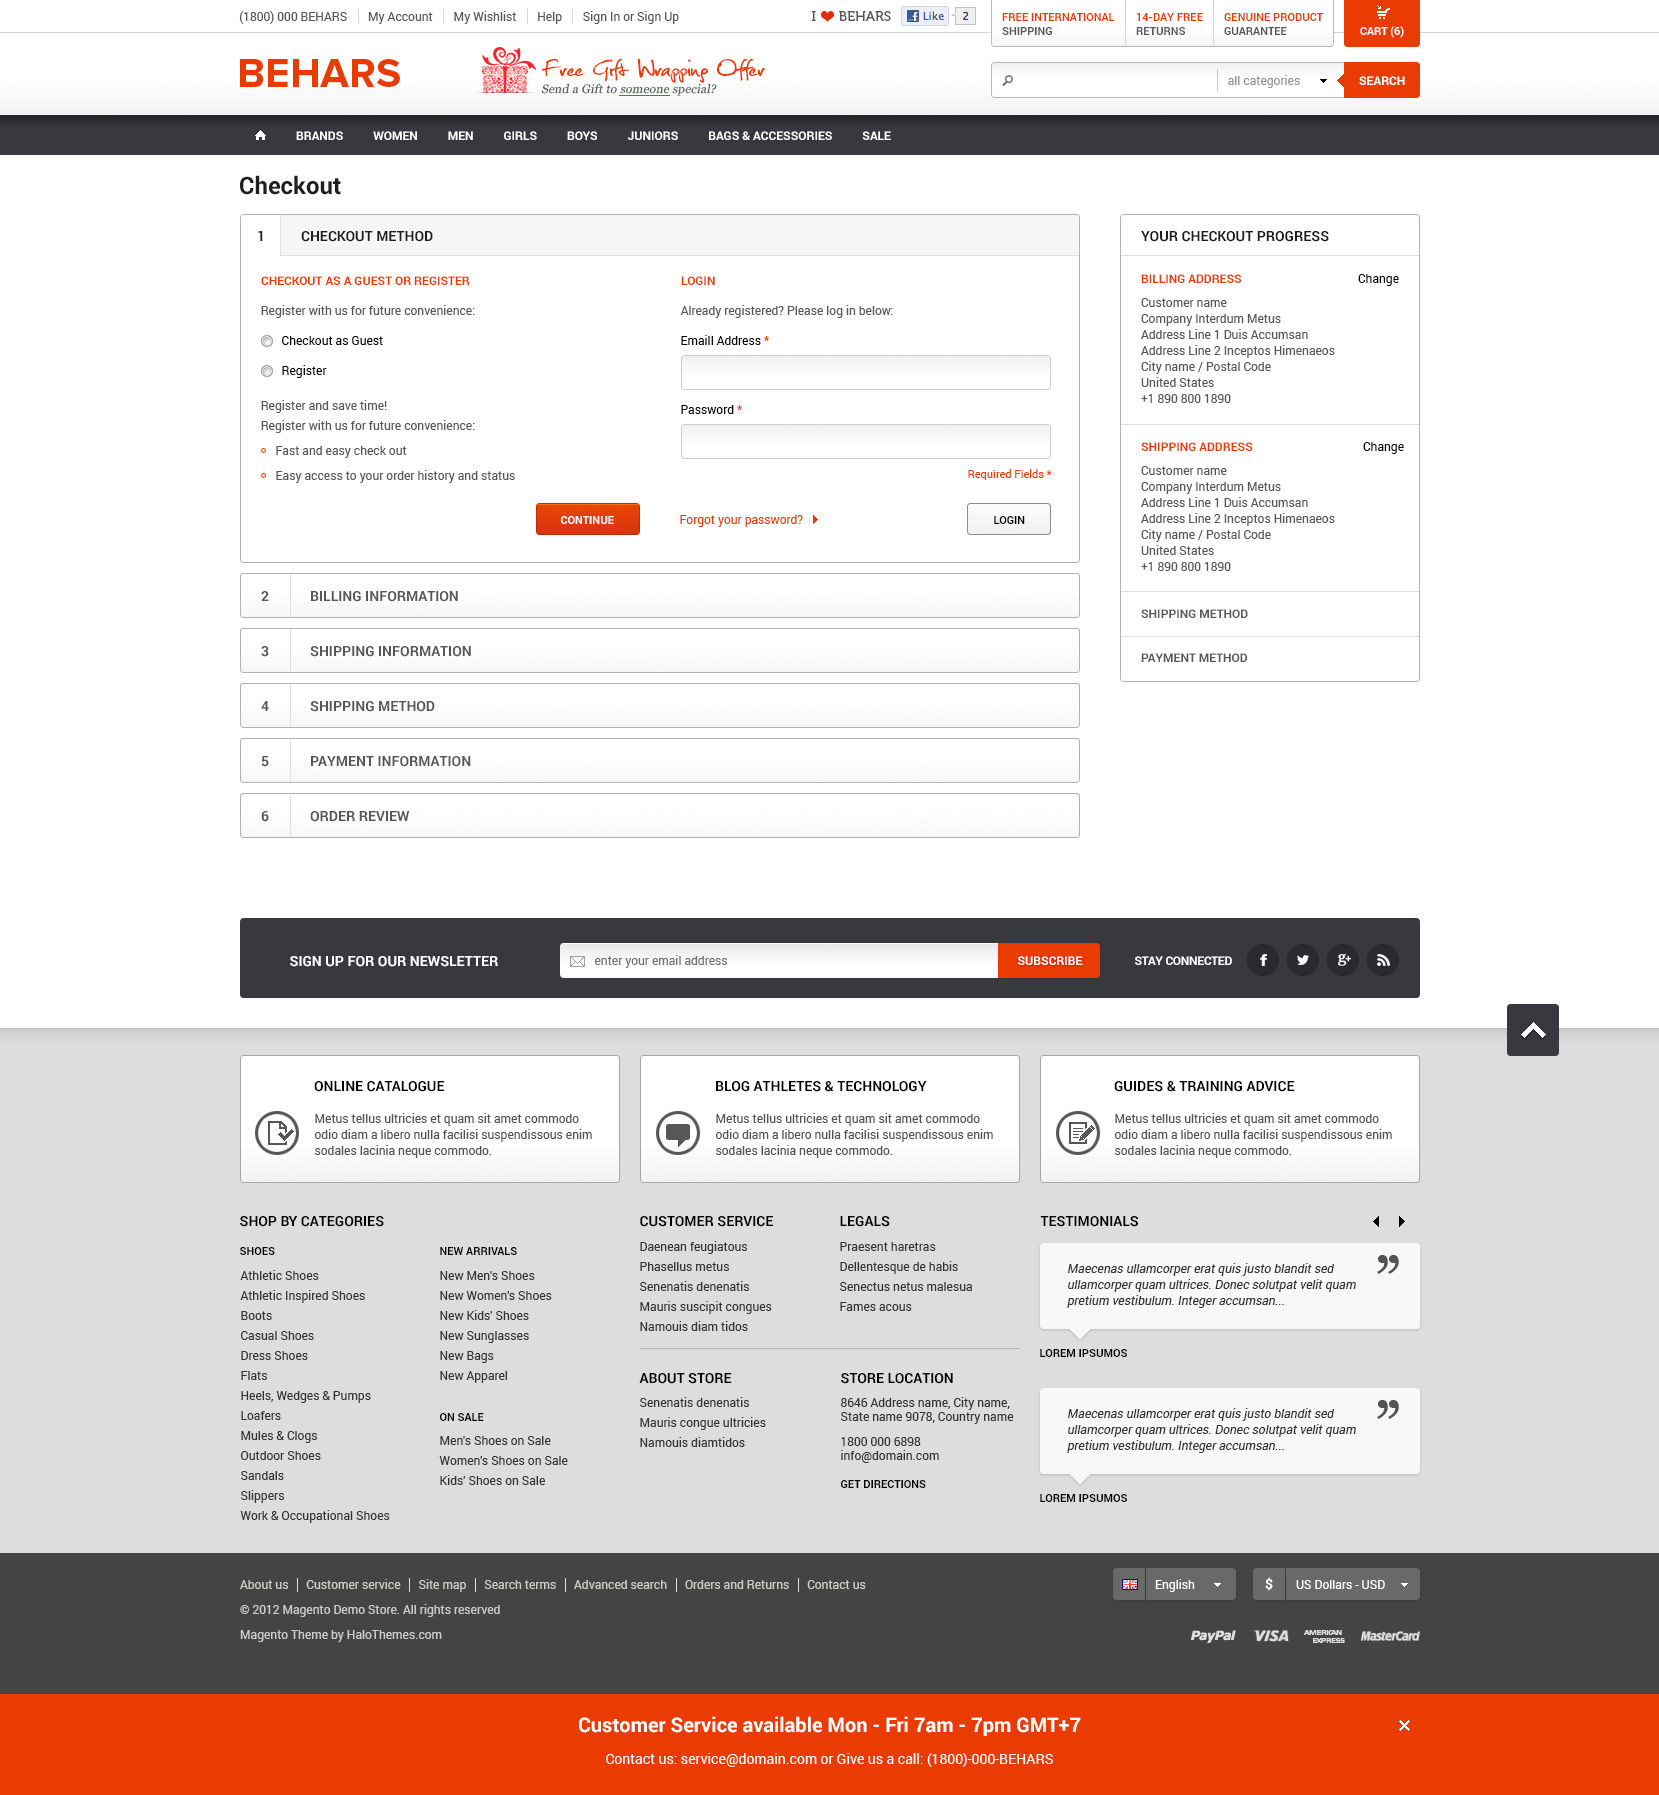 (1800) 000 BEHARS
My Account
My Wishlist
Help
Sign In or Sign Up
I BEHARS
Like
2
FREE INTERNATIONAL
SHIPPING
14-DAY FREE
RETURNS
GENUINE PRODUCT
GUARANTEE
CART (6)
BEHARS
Free Gift Wrapping Offer
Send a Gift to someone special?
all categories
SEARCH
BRANDS
WOMEN
MEN
GIRLS
BOYS
JUNIORS
BAGS & ACCESSORIES
SALE
Checkout
1
CHECKOUT METHOD
CHECKOUT AS A GUEST OR REGISTER
Register with us for future convenience:
Checkout as Guest
Register
Register and save time!
Register with us for future convenience:
Fast and easy check out
Easy access to your order history and status
CONTINUE
LOGIN
Already registered? Please log in below:
Emaill Address *
Password *
Required Fields *
Forgot your password?
LOGIN
2
BILLING INFORMATION
3
SHIPPING INFORMATION
4
SHIPPING METHOD
5
PAYMENT INFORMATION
6
ORDER REVIEW
YOUR CHECKOUT PROGRESS
BILLING ADDRESS
Change
Customer name
Company Interdum Metus
Address Line 1 Duis Accumsan
Address Line 2 Inceptos Himenaeos
City name / Postal Code
United States
+1 890 800 1890
SHIPPING ADDRESS
Change
Customer name
Company Interdum Metus
Address Line 1 Duis Accumsan
Address Line 2 Inceptos Himenaeos
City name / Postal Code
United States
+1 890 800 1890
SHIPPING METHOD
PAYMENT METHOD
SIGN UP FOR OUR NEWSLETTER
enter your email address
SUBSCRIBE
STAY CONNECTED
ONLINE CATALOGUE
Metus tellus ultricies et quam sit amet commodo
odio diam a libero nulla facilisi suspendissous enim
sodales lacinia neque commodo.
BLOG ATHLETES & TECHNOLOGY
Metus tellus ultricies et quam sit amet commodo
odio diam a libero nulla facilisi suspendissous enim
sodales lacinia neque commodo.
GUIDES & TRAINING ADVICE
Metus tellus ultricies et quam sit amet commodo
odio diam a libero nulla facilisi suspendissous enim
sodales lacinia neque commodo.
SHOP BY CATEGORIES
SHOES
Athletic Shoes
Athletic Inspired Shoes
Boots
Casual Shoes
Dress Shoes
Flats
Heels, Wedges & Pumps
Loafers
Mules & Clogs
Outdoor Shoes
Sandals
Slippers
Work & Occupational Shoes
NEW ARRIVALS
New Men's Shoes
New Women's Shoes
New Kids' Shoes
New Sunglasses
New Bags
New Apparel
ON SALE
Men's Shoes on Sale
Women's Shoes on Sale
Kids' Shoes on Sale
CUSTOMER SERVICE
Daenean feugiatous
Phasellus metus
Senenatis denenatis
Mauris suscipit congues
Namouis diam tidos
LEGALS
Praesent haretras
Dellentesque de habis
Senectus netus malesua
Fames acous
ABOUT STORE
Senenatis denenatis
Mauris congue ultricies
Namouis diamtidos
STORE LOCATION
8646 Address name, City name,
State name 9078, Country name
1800 000 6898
info@domain.com
GET DIRECTIONS
TESTIMONIALS
Maecenas ullamcorper erat quis justo blandit sed
ullamcorper quam ultrices. Donec solutpat velit quam
pretium vestibulum. Integer accumsan...
LOREM IPSUMOS
Maecenas ullamcorper erat quis justo blandit sed
ullamcorper quam ultrices. Donec solutpat velit quam
pretium vestibulum. Integer accumsan...
LOREM IPSUMOS
About us
Customer service
Site map
Search terms
Advanced search
Orders and Returns
Contact us
© 2012 Magento Demo Store. All rights reserved
Magento Theme by HaloThemes.com
English
$
US Dollars - USD
PayPal
VISA
AMERICAN
EXPRESS
MasterCard
Customer Service available Mon - Fri 7am - 7pm GMT+7
Contact us: service@domain.com or Give us a call: (1800)-000-BEHARS